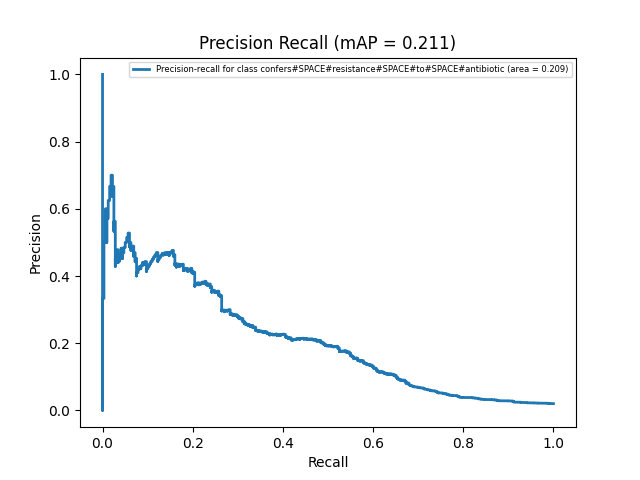 Precision Recall (mAP = 0.211)
Precision-recall for class confers#SPACE#resistance#SPACE#to#SPACE#antibiotic (area = 0.209)
1.0
0.8
0.6
0.4
0.2
0.0
Precision
0.0 0.2 0.4 0.6 0.8 1.0
Recall